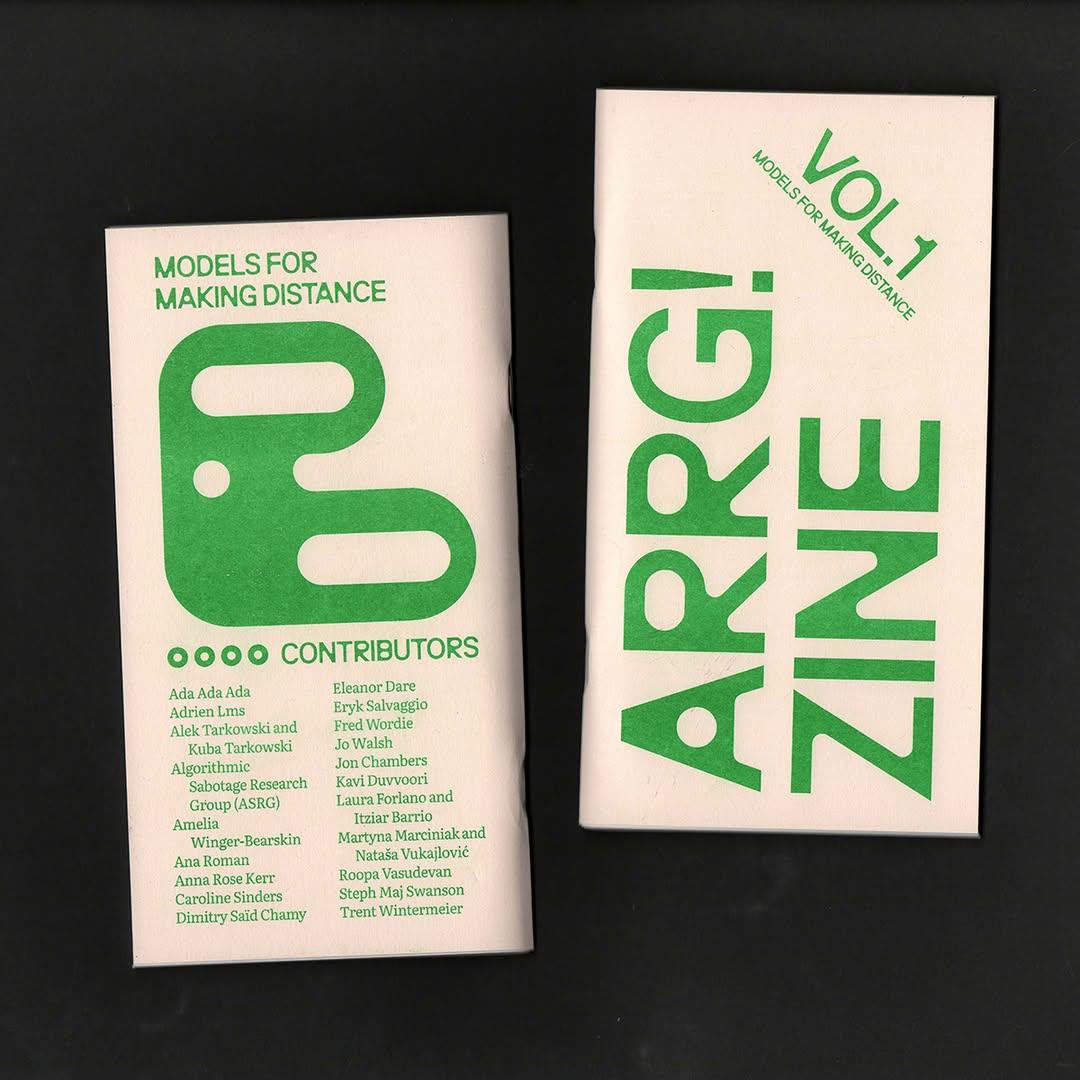 MODELS FOR
MAKING DISTANCE
CONTRIBUTORS
Ada Ada Ada
Adrien Lms
Alek Tarkowski and
Kuba Tarkowski
Algorithmic
Sabotage Research
Group (ASRG)
Amelia
Winger-Bearskin
Ana Roman
Anna Rose Kerr
Caroline Sinders
Dimitry Saïd Chamy
Eleanor Dare
Eryk Salvaggio
Fred Wordie
Jo Walsh
Jon Chambers
Kavi Duvvoori
Laura Forlano and
Itziar Barrio
Martyna Marciniak and
Nataša Vukajlović
Roopa Vasudevan
Steph Maj Swanson
Trent Wintermeier
VOL.1
MODELS FOR MAKING DISTANCE
ARRG!
ZINE